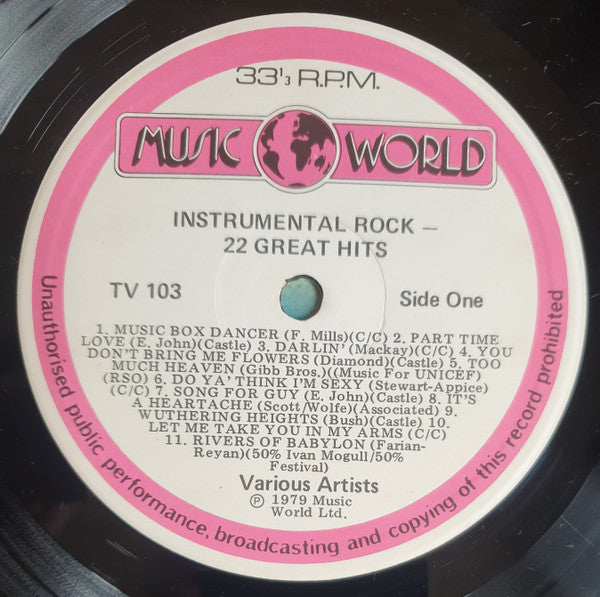 33⅓ R.P.M.
MUSIC WORLD
INSTRUMENTAL ROCK –
22 GREAT HITS
TV 103
Side One
1. MUSIC BOX DANCER (F. Mills)(C/C) 2. PART TIME
LOVE (E. John)(Castle) 3. DARLIN' (Mackay)(C/C) 4. YOU
DON'T BRING ME FLOWERS (Diamond)(Castle) 5. TOO
MUCH HEAVEN (Gibb Bros.)((Music For UNICEF)
(RSO) 6. DO YA' THINK I'M SEXY (Stewart-Appice)
(C/C) 7. SONG FOR GUY (E. John)(Castle) 8. IT'S
A HEARTACHE (Scott/Wolfe)(Associated) 9.
WUTHERING HEIGHTS (Bush)(Castle) 10.
LET ME TAKE YOU IN MY ARMS (C/C)
11. RIVERS OF BABYLON (Farian-
Reyan)(50% Ivan Mogull/50%
Festival)
Various Artists
Ⓟ 1979 Music
World Ltd.
Unauthorised public performance, broadcasting and copying of this record prohibited